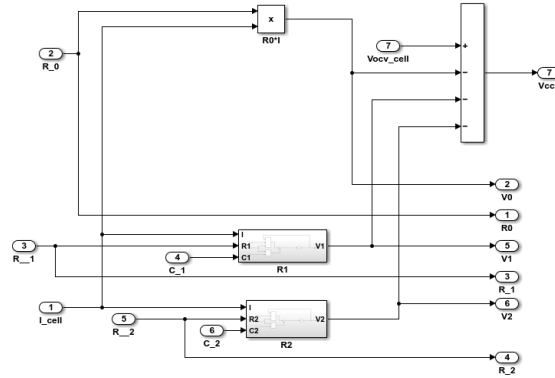 x
R0*I
2
R_0
7
Vocv_cell
+
−
−
−
7
Vcc
2
V0
1
R0
3
R__1
I
R1
C1
V1
R1
4
C_1
5
V1
3
R_1
1
I_cell
5
R__2
I
R2
C2
V2
R2
6
C_2
6
V2
4
R_2